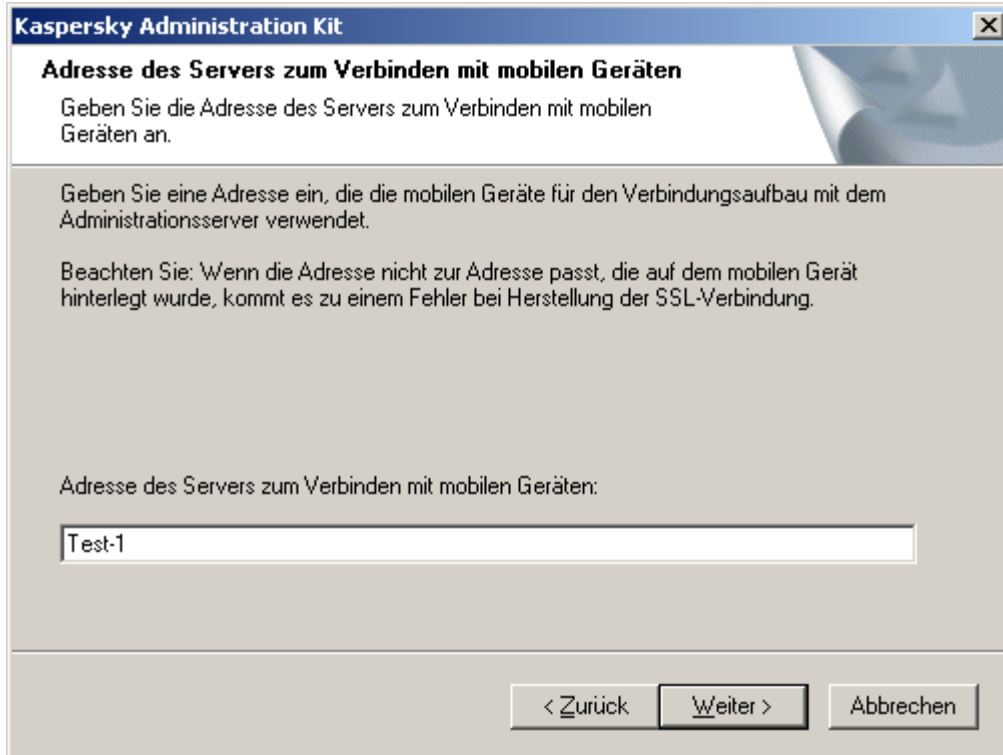 Kaspersky Administration Kit
Adresse des Servers zum Verbinden mit mobilen Geräten
Geben Sie die Adresse des Servers zum Verbinden mit mobilen
Geräten an.
Geben Sie eine Adresse ein, die die mobilen Geräte für den Verbindungsaufbau mit dem
Administrationsserver verwendet.
Beachten Sie: Wenn die Adresse nicht zur Adresse passt, die auf dem mobilen Gerät
hinterlegt wurde, kommt es zu einem Fehler bei Herstellung der SSL-Verbindung.
Adresse des Servers zum Verbinden mit mobilen Geräten:
Test-1
< Zurück
Weiter >
Abbrechen